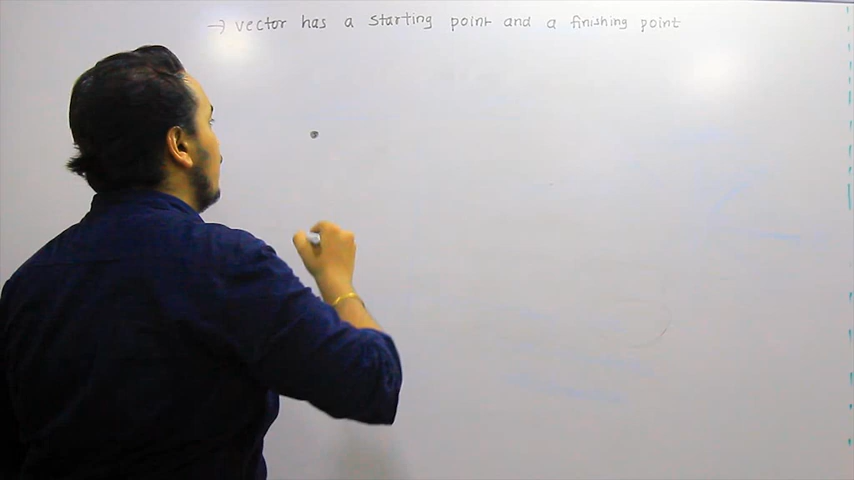 → vector has a starting point and a finishing point